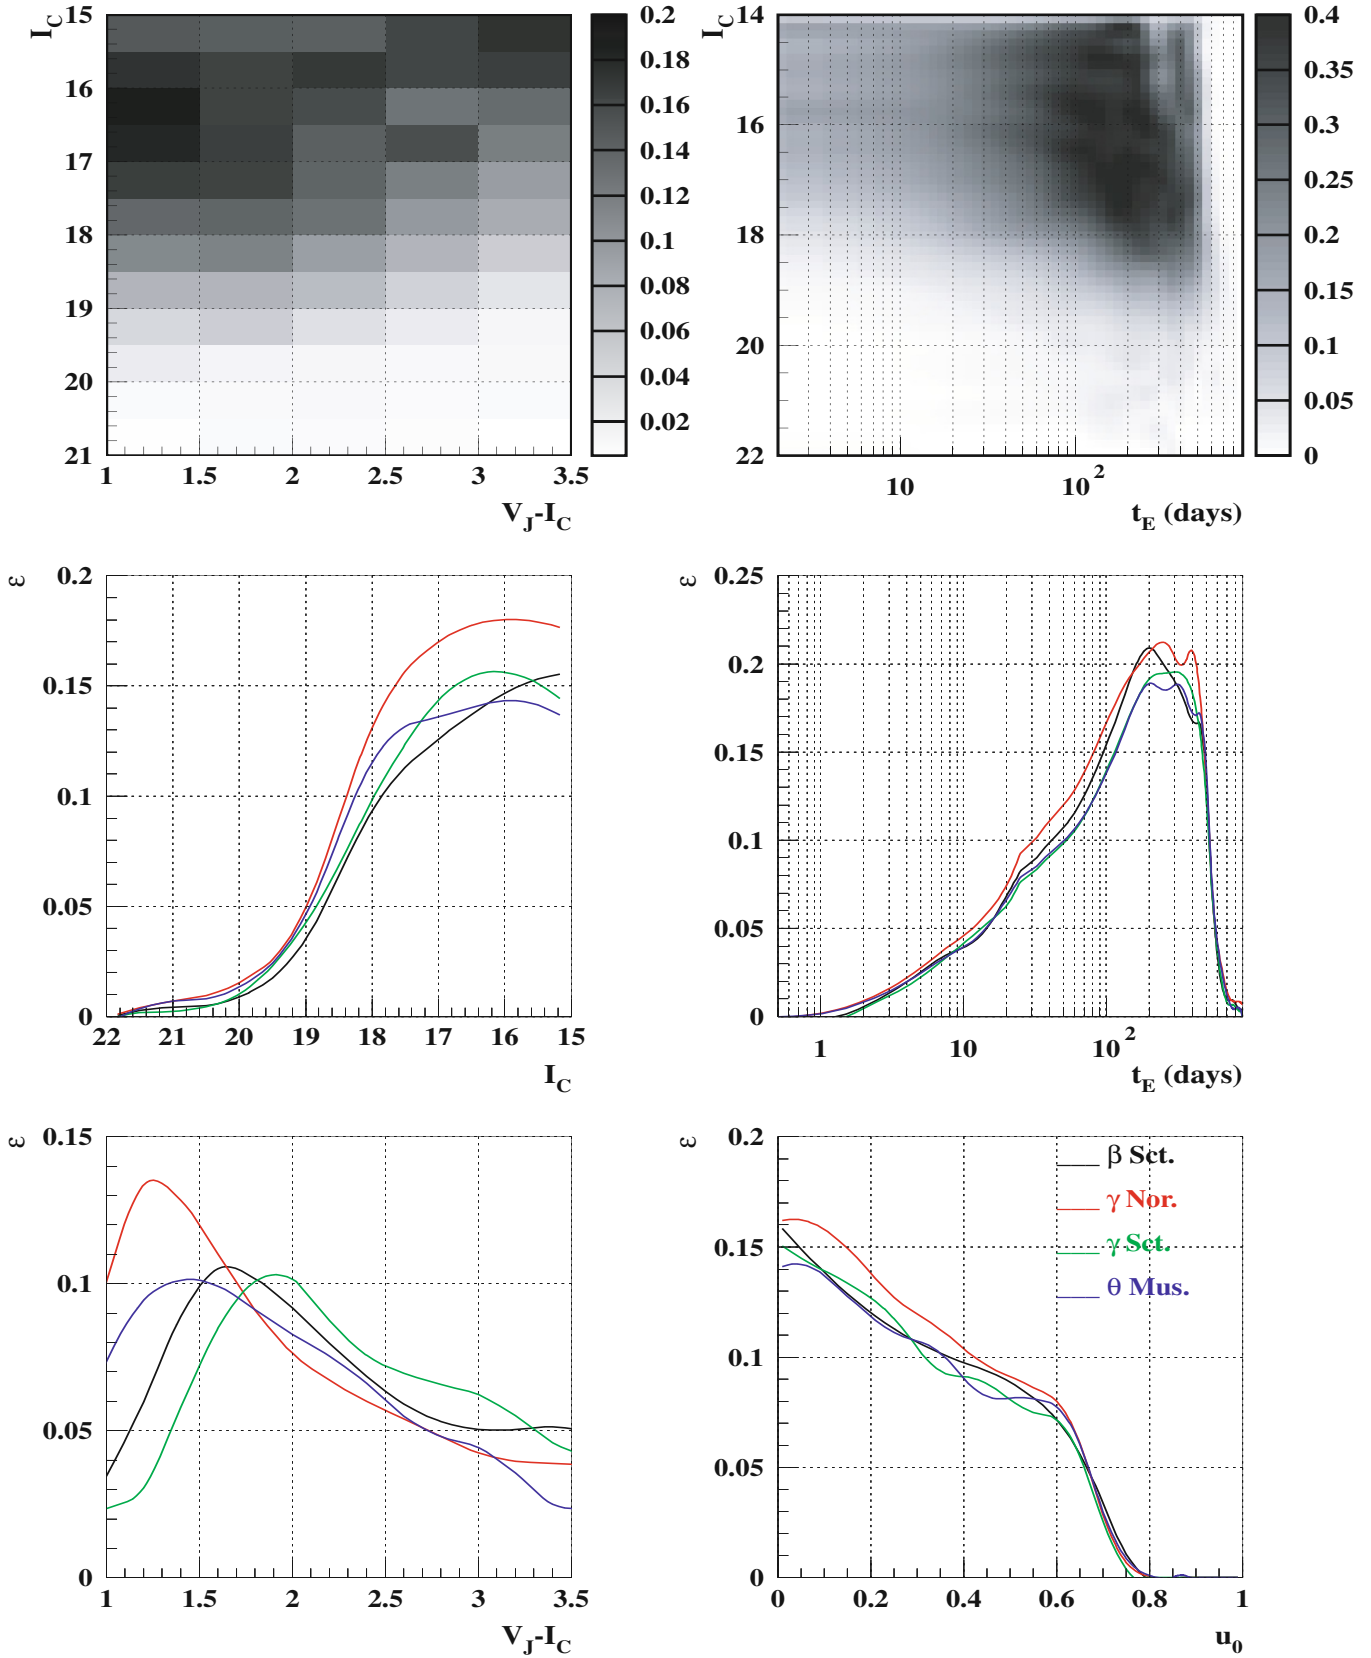 I_C
15
16
17
18
19
20
21
1 1.5 2 2.5 3 3.5
V_J-I_C
0.2
0.18
0.16
0.14
0.12
0.1
0.08
0.06
0.04
0.02
I_C
14
16
18
20
22
10 10^2
t_E (days)
0.4
0.35
0.3
0.25
0.2
0.15
0.1
0.05
0
ε
0.2
0.15
0.1
0.05
0
22 21 20 19 18 17 16 15
I_C
ε
0.25
0.2
0.15
0.1
0.05
0
1 10 10^2
t_E (days)
ε
0.15
0.1
0.05
0
1 1.5 2 2.5 3 3.5
V_J-I_C
ε
0.2
0.15
0.1
0.05
0
0 0.2 0.4 0.6 0.8 1
u_0
β Sct.
γ Nor.
γ Sct.
θ Mus.